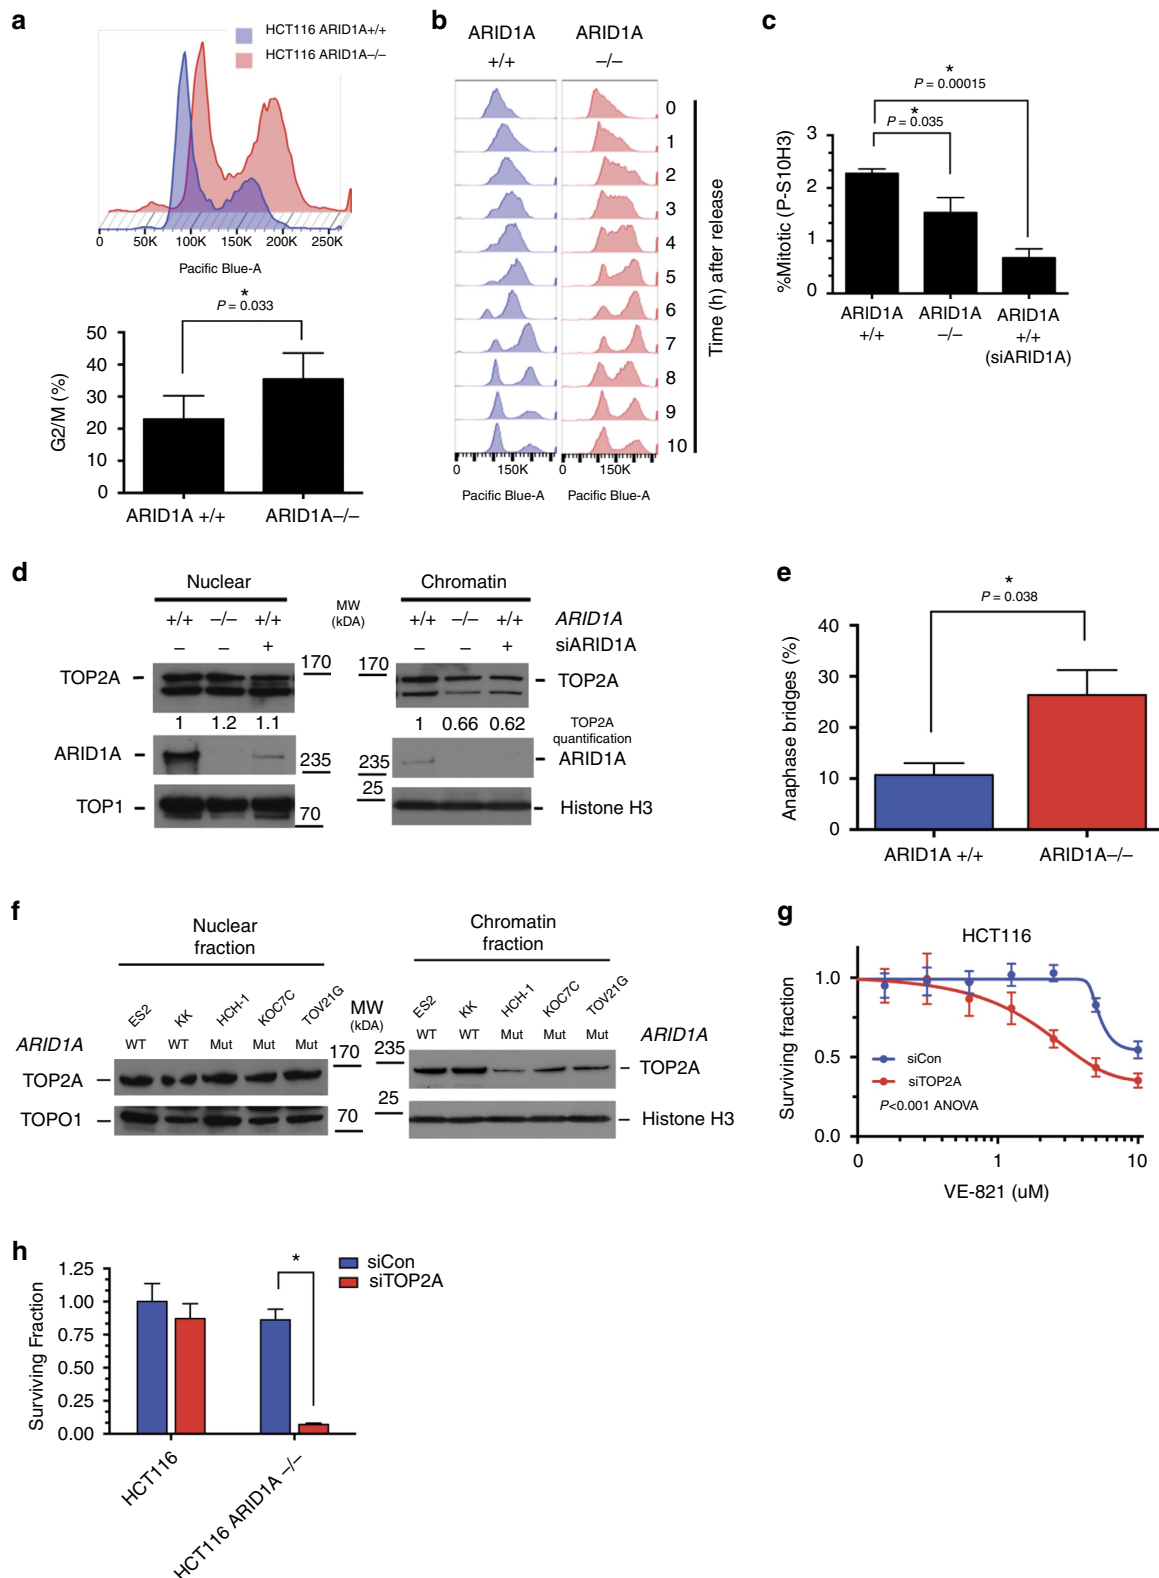 a
HCT116 ARID1A+/+
HCT116 ARID1A–/–
0 50K 100K 150K 200K 250K
Pacific Blue-A
*
P = 0.033
G2/M (%)
50
40
30
20
10
0
ARID1A +/+ ARID1A–/–
b
ARID1A ARID1A
+/+ –/–
0
1
2
3
4
5
6
7
8
9
10
Time (h) after release
0 150K 0 150K
Pacific Blue-A Pacific Blue-A
c
*
P = 0.00015
*
P = 0.035
%Mitotic (P-S10H3)
3
2
1
0
ARID1A ARID1A ARID1A
+/+ –/– +/+
(siARID1A)
d
Nuclear Chromatin
+/+ –/– +/+ MW (kDA) +/+ –/– +/+ ARID1A
– – + – – + siARID1A
TOP2A 170 170 TOP2A
1 1.2 1.1 1 0.66 0.62 TOP2A quantification
ARID1A 235 235 ARID1A
TOP1 70 25 Histone H3
e
*
P = 0.038
Anaphase bridges (%)
40
30
20
10
0
ARID1A +/+ ARID1A–/–
f
Nuclear fraction
Chromatin fraction
ES2 KK HCH-1 KOC7C TOV21G MW (kDA) ES2 KK HCH-1 KOC7C TOV21G
ARID1A WT WT Mut Mut Mut WT WT Mut Mut Mut ARID1A
TOP2A 170 235 TOP2A
TOPO1 70 25 Histone H3
g
HCT116
Surviving fraction
1.0
0.5
0.0
siCon
siTOP2A
P<0.001 ANOVA
0 1 10
VE-821 (uM)
h
siCon
siTOP2A
*
Surviving Fraction
1.25
1.00
0.75
0.50
0.25
0.00
HCT116
HCT116 ARID1A –/–